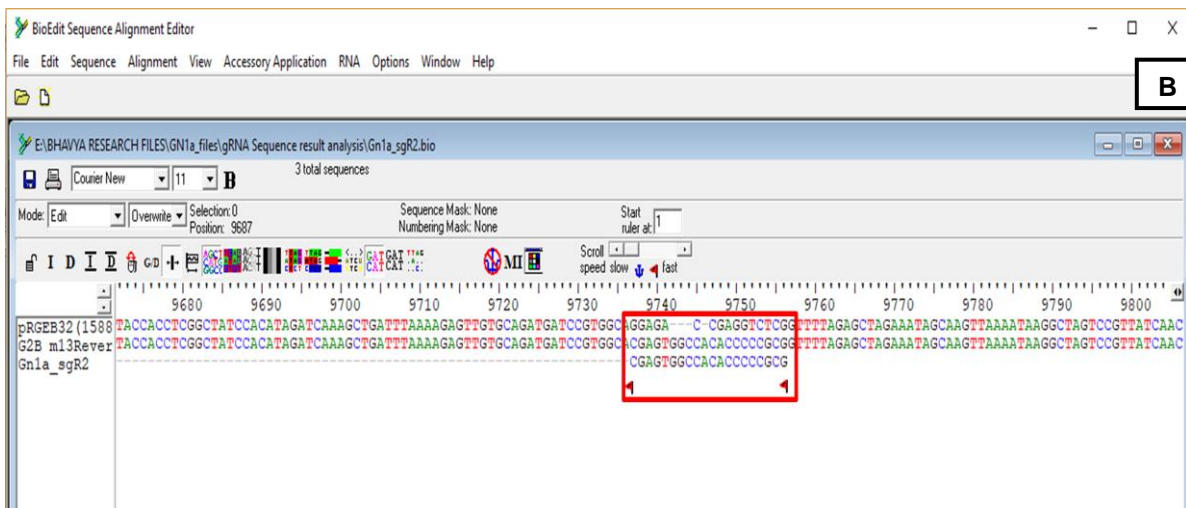 BioEdit Sequence Alignment Editor
File Edit Sequence Alignment View Accessory Application RNA Options Window Help
B
E:\BHAVYA RESEARCH FILES\GN1a_files\gRNA Sequence result analysis\Gn1a_sgR2.bio
Courier New 11 B 3 total sequences
Mode: Edit Overwrite Selection: 0 Sequence Mask: None Start
Position: 9687 Numbering Mask: None ruler at: 1
I D I D G/D MI Scroll
speed slow fast
9680 9690 9700 9710 9720 9730 9740 9750 9760 9770 9780 9790 9800
pRGEB32(1588 TACCACCTCGGCTATCCACATAGATCAAAGCTGATTTAAAAGAGTTGTGCAGATGATCCGTGGCAGGAGA---C-CGAGGTCTCGGTTTTAGAGCTAGAAATAGCAAGTTAAAATAAGGCTAGTCCGTTATCAAC
G2B m13Rever TACCACCTCGGCTATCCACATAGATCAAAGCTGATTTAAAAGAGTTGTGCAGATGATCCGTGGCACGAGTGGCCACACCCCCGCGGTTTTAGAGCTAGAAATAGCAAGTTAAAATAAGGCTAGTCCGTTATCAAC
Gn1a_sgR2 CGAGTGGCCACACCCCCGCG